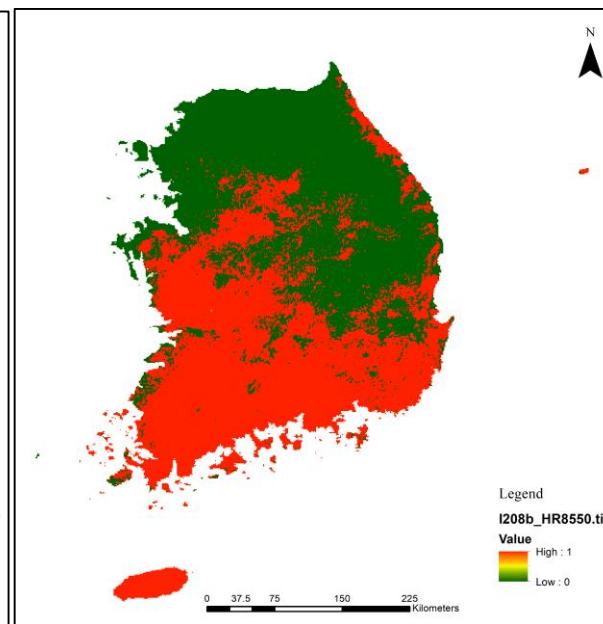 N
Legend
I208b_HR8550.ti
Value
High : 1
Low : 0
0 37.5 75 150 225
Kilometers